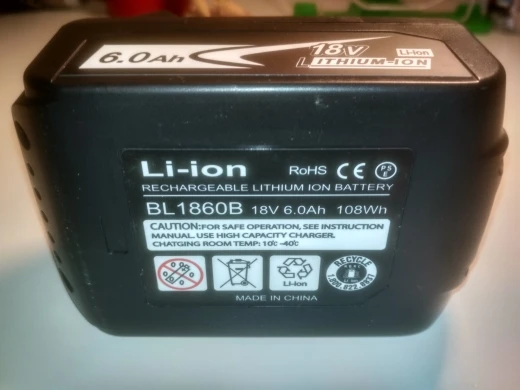 6.0Ah
18V Li-ion
LITHIUM-ION
Li-ion RoHS CE PS E
RECHARGEABLE LITHIUM ION BATTERY
BL1860B 18V 6.0Ah 108Wh
CAUTION:FOR SAFE OPERATION, SEE INSTRUCTION
MANUAL. USE HIGH CAPACITY CHARGER.
CHATGING ROOM TEMP: 10℃ -40℃
Li-ion
RECYCLE
MADE IN CHINA